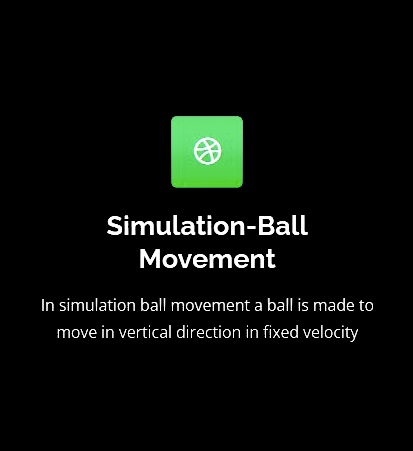 Simulation-Ball
Movement
In simulation ball movement a ball is made to
move in vertical direction in fixed velocity